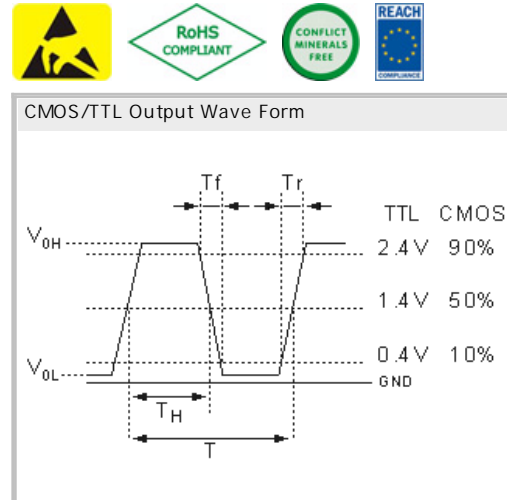 RoHS
COMPLIANT
CONFLICT
MINERALS
FREE
REACH
COMPLIANCE
CMOS/TTL Output Wave Form
Tf
Tr
TTL CMOS
V0H
2.4V 90%
1.4V 50%
0.4V 10%
V0L
GND
TH
T